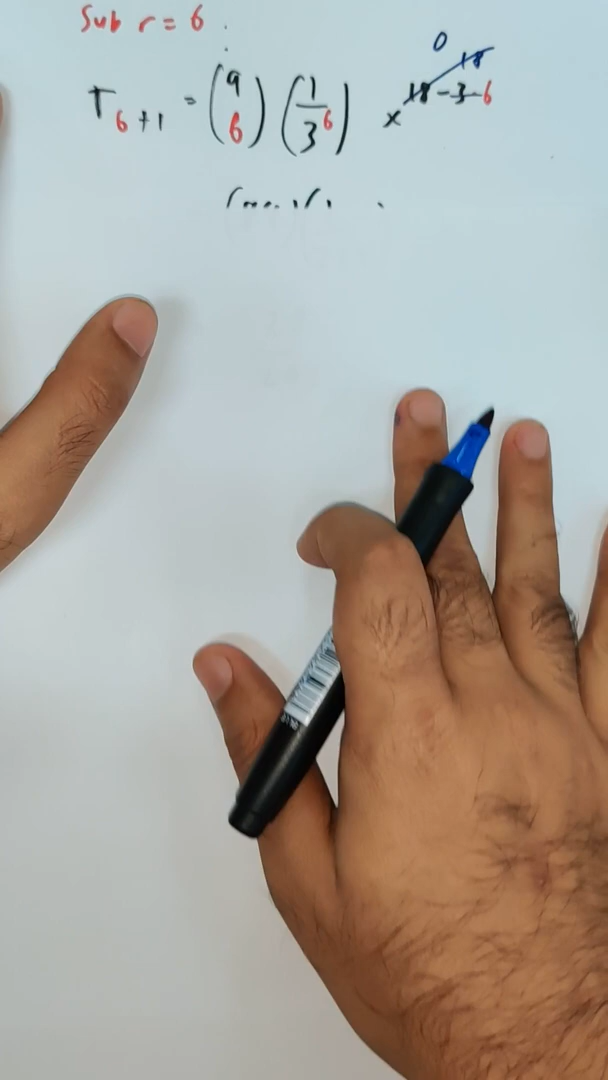 Sub r = 6
0 18
T6+1 = (9 6) (1/3^6) x^18-3-6